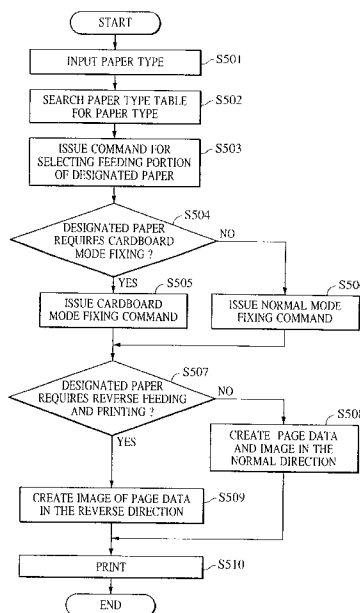 START
INPUT PAPER TYPE
S501
SEARCH PAPER TYPE TABLE
FOR PAPER TYPE
S502
ISSUE COMMAND FOR
SELECTING FEEDING PORTION
OF DESIGNATED PAPER
S503
S504
DESIGNATED PAPER
REQUIRES CARDBOARD
MODE FIXING ?
NO
YES
S505
ISSUE CARDBOARD
MODE FIXING COMMAND
ISSUE NORMAL MODE
FIXING COMMAND
S507
DESIGNATED PAPER
REQUIRES REVERSE FEEDING
AND PRINTING ?
NO
YES
S508
CREATE PAGE DATA
AND IMAGE IN THE
NORMAL DIRECTION
CREATE IMAGE OF PAGE DATA
IN THE REVERSE DIRECTION
S509
PRINT
S510
END